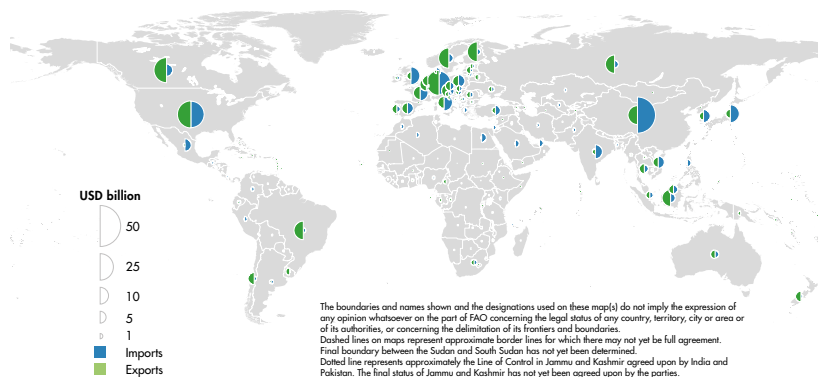 USD billion
50
25
10
5
1
Imports
Exports
The boundaries and names shown and the designations used on these map(s) do not imply the expression of
any opinion whatsoever on the part of FAO concerning the legal status of any country, territory, city or area or
of its authorities, or concerning the delimitation of its frontiers and boundaries.
Dashed lines on maps represent approximate border lines for which there may not yet be full agreement.
Final boundary between the Sudan and South Sudan has not yet been determined.
Dotted line represents approximately the Line of Control in Jammu and Kashmir agreed upon by India and
Pakistan. The final status of Jammu and Kashmir has not yet been agreed upon by the parties.